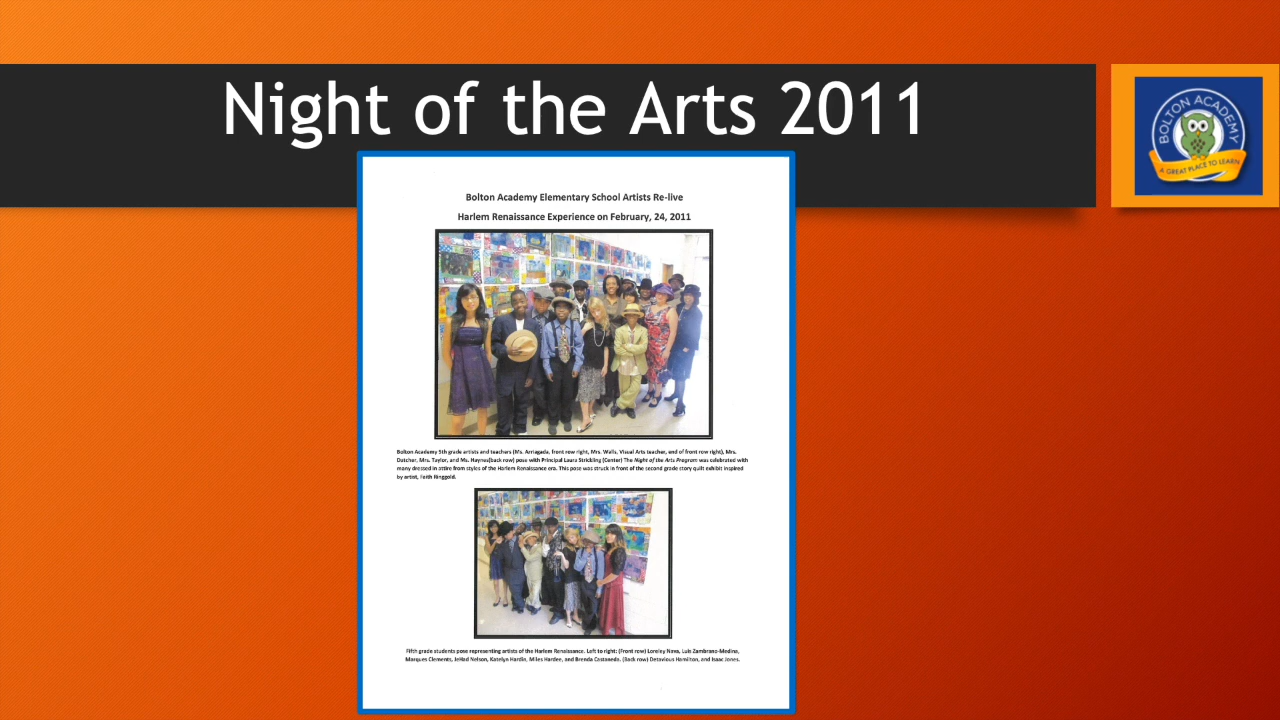 Night of the Arts 2011
BOLTON ACADEMY
A GREAT PLACE TO LEARN
Bolton Academy Elementary School Artists Re-live
Harlem Renaissance Experience on February, 24, 2011
Bolton Academy 5th grade artists and teachers (Ms. Arriagada, front row right, Mrs. Walls, Visual Arts teacher, end of front row right), Mrs.
Dutcher, Mrs. Taylor, and Ms. Haynes(back row) pose with Principal Laura Strickling (Center) The Night of the Arts Program was celebrated with
many dressed in attire from styles of the Harlem Renaissance era. This pose was struck in front of the second grade story quilt exhibit inspired
by artist, Faith Ringgold.
Fifth grade students pose representing artists of the Harlem Renaissance. Left to right: (Front row) Loreley Nava, Luis Zambrano-Medina,
Marques Clements, JeHad Nelson, Katelyn Hardin, Miles Hardee, and Brenda Castaneda. (Back row) Detavious Hamilton, and Isaac Jones.